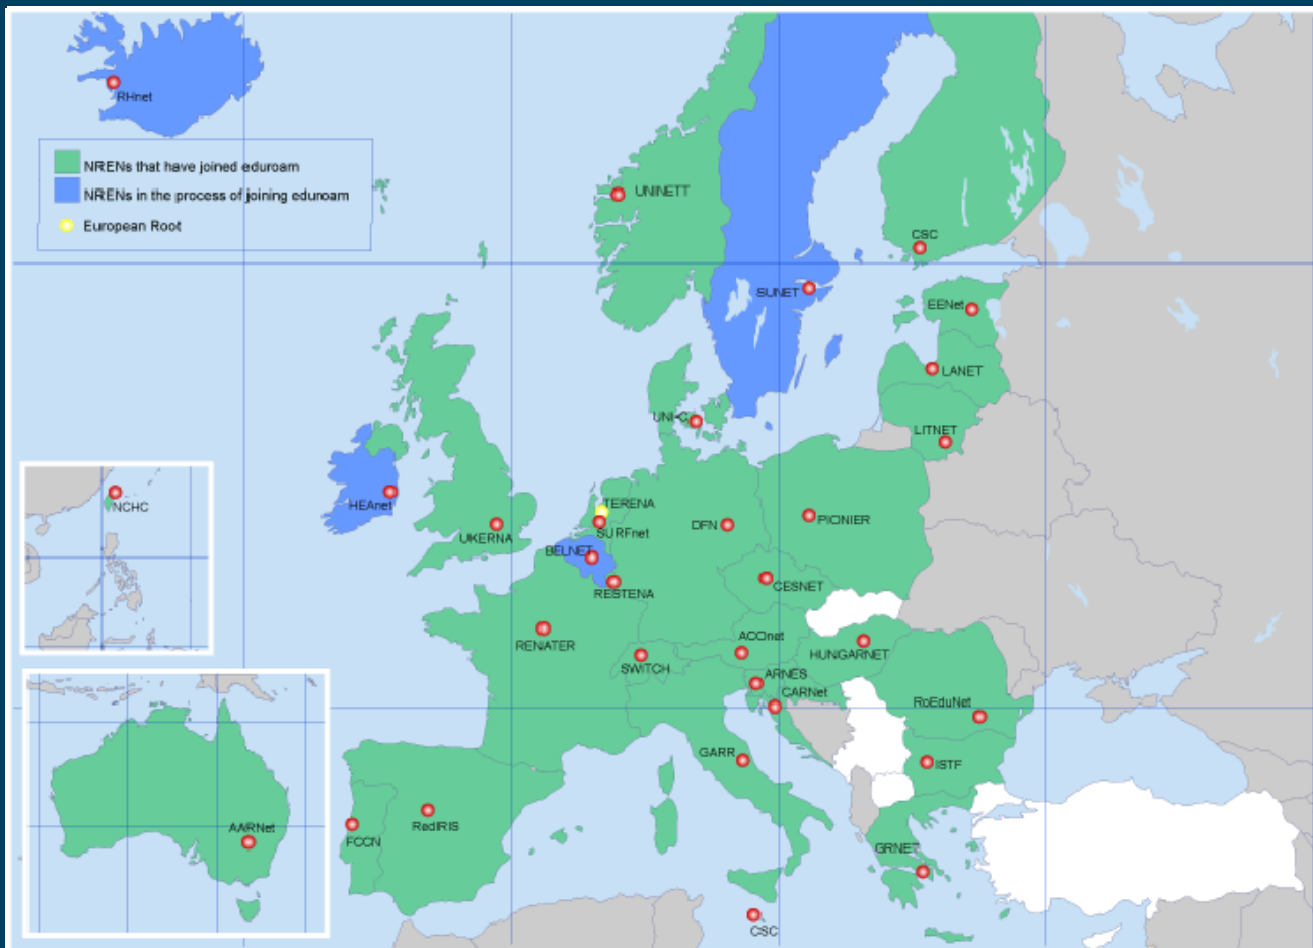 RHnet
NRENs that have joined eduroam
NRENs in the process of joining eduroam
European Root
UNINETT
CSC
SUNET
EENet
LANET
UNI-C
LITNET
HEAnet
NCHC
TERENA
UKERNA
SURFnet
DFN
PIONIER
BELNET
RESTENA
CESNET
RENATER
ACOnet
HUNGARNET
SWITCH
ARNES
CARNet
RoEduNet
GARR
ISTF
AARNet
FCCN
RedIRIS
GRNET
CSC